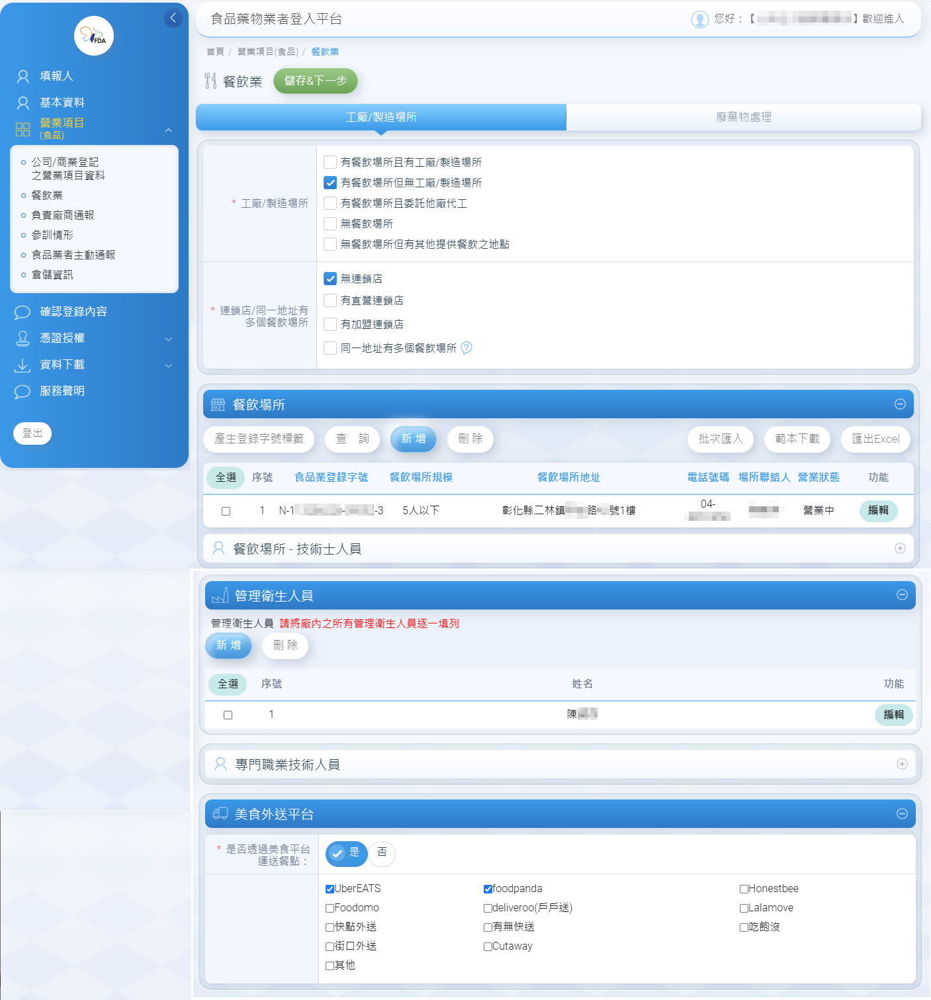 FDA
填報人
基本資料
營業項目
(食品)
公司/商業登記
之營業項目資料
餐飲業
負責廠商通報
參訓情形
食品業者主動通報
倉儲資訊
確認登錄內容
憑證授權
資料下載
服務聲明
登出
食品藥物業者登入平台
您好：【 】歡迎進入
首頁 / 營業項目(食品) / 餐飲業
餐飲業 儲存&下一步
工廠/製造場所 廢棄物處理
* 工廠/製造場所
有餐飲場所且有工廠/製造場所
有餐飲場所但無工廠/製造場所
有餐飲場所且委託他廠代工
無餐飲場所
無餐飲場所但有其他提供餐飲之地點
* 連鎖店/同一地址有
多個餐飲場所
無連鎖店
有直營連鎖店
有加盟連鎖店
同一地址有多個餐飲場所 ?
餐飲場所
產生登錄字號標籤 查 詢 新 增 刪 除 批次匯入 範本下載 匯出Excel
全選 序號 食品業登錄字號 餐飲場所規模 餐飲場所地址 電話號碼 場所聯絡人 營業狀態 功能
1 N-1 - -3 5人以下 彰化縣二林鎮 路 號1樓 04- 營業中 編輯
餐飲場所 - 技術士人員
管理衛生人員
管理衛生人員 請將廠內之所有管理衛生人員逐一填列
新 增 刪 除
全選 序號 姓名 功能
1 陳 編輯
專門職業技術人員
美食外送平台
* 是否透過美食平台
運送餐點：
是 否
UberEATS foodpanda Honestbee
Foodomo deliveroo(戶戶送) Lalamove
快點外送 有無快送 吃飽沒
街口外送 Cutaway
其他